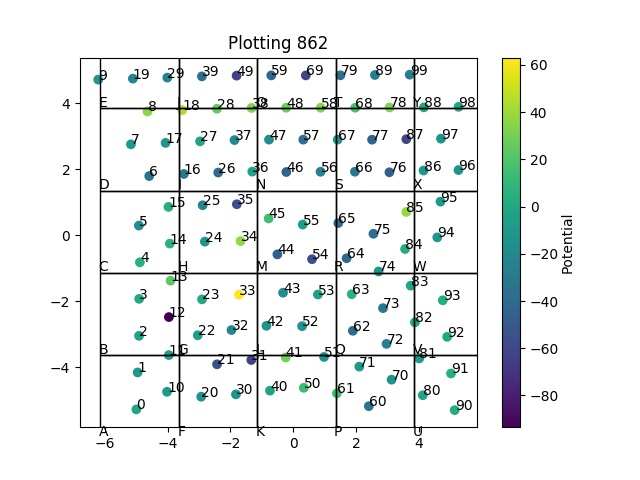 Plotting 862
9 19 29 39 49 59 69 79 89 99
60
4
8 18 28 38 48 58 68 78 88 98
E O T Y
40
7 17 27 37 47 57 67 77 87 97
20
2
6 16 26 36 46 56 66 76 86 96
D I N S X
15 25 35 45 55 65 75 85 95
0
0
5 4 14 24 34 44 54 64 74 84 94
−20
C H M R W
Potential
−2
3 13 23 33 43 53 63 73 83 93
−40
2 12 22 32 42 52 62 72 82 92
B G L Q V
−60
−4
1 11 21 31 41 51 61 71 81 91
−80
0 10 20 30 40 50 60 70 80 90
A F K P U
−6 −4 −2 0 2 4